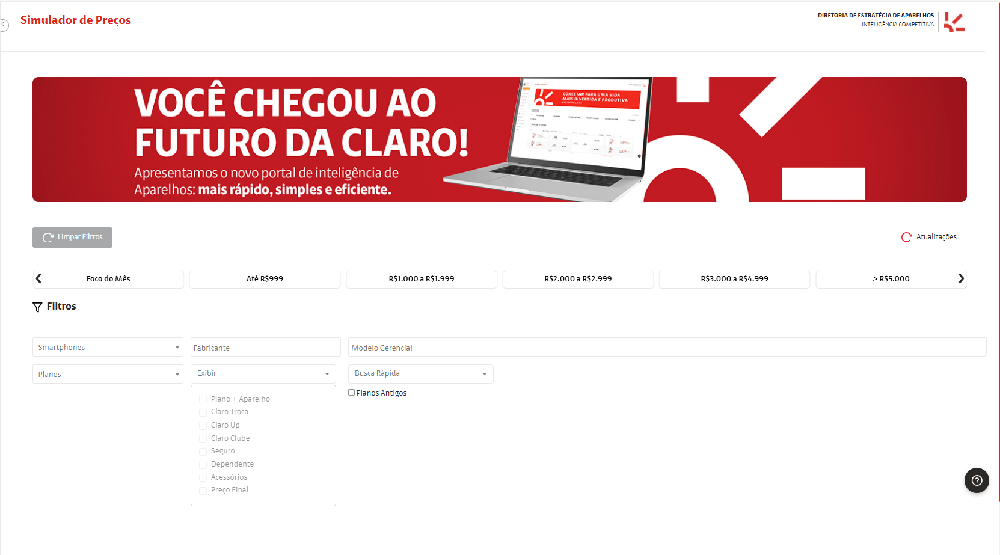 Simulador de Preços
DIRETORIA DE ESTRATÉGIA DE APARELHOS
INTELIGÊNCIA COMPETITIVA
VOCÊ CHEGOU AO
FUTURO DA CLARO!
Apresentamos o novo portal de inteligência de
Aparelhos: mais rápido, simples e eficiente.
CONECTAR PARA UMA VIDA
MAIS DIVERTIDA E PRODUTIVA
Limpar Filtros
Atualizações
Foco do Mês
Até R$999
R$1.000 a R$1.999
R$2.000 a R$2.999
R$3.000 a R$4.999
> R$5.000
Filtros
Smartphones
Fabricante
Modelo Gerencial
Planos
Exibir
Busca Rápida
Planos Antigos
Plano + Aparelho
Claro Troca
Claro Up
Claro Clube
Seguro
Dependente
Acessórios
Preço Final